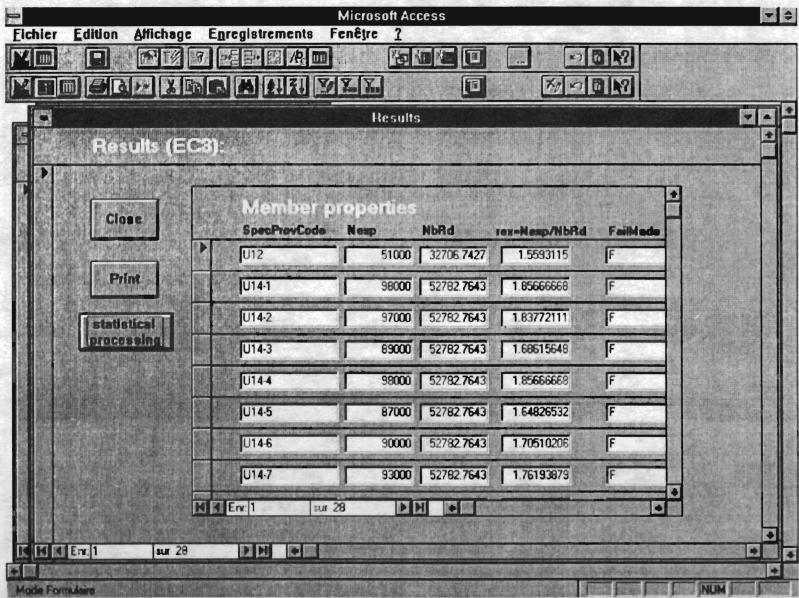 Microsoft Access
Fichier Edition Affichage Enregistrements Fenêtre ?
Results
Results (EC3):
Close
Print
statistical
processing
Member properties
SpecProvCode Nexp NbRd rex=Nexp/NbRd FailMode
U12 51000 32706.7427 1.5593115 F
U14-1 98000 52782.7643 1.85666668 F
U14-2 97000 52782.7643 1.83772111 F
U14-3 89000 52782.7643 1.68615648 F
U14-4 98000 52782.7643 1.85666668 F
U14-5 87000 52782.7643 1.64826532 F
U14-6 90000 52782.7643 1.70510206 F
U14-7 93000 52782.7643 1.76193879 F
Enr: 1 sur 28
Enr: 1 sur 28
Mode Formulaire NUM